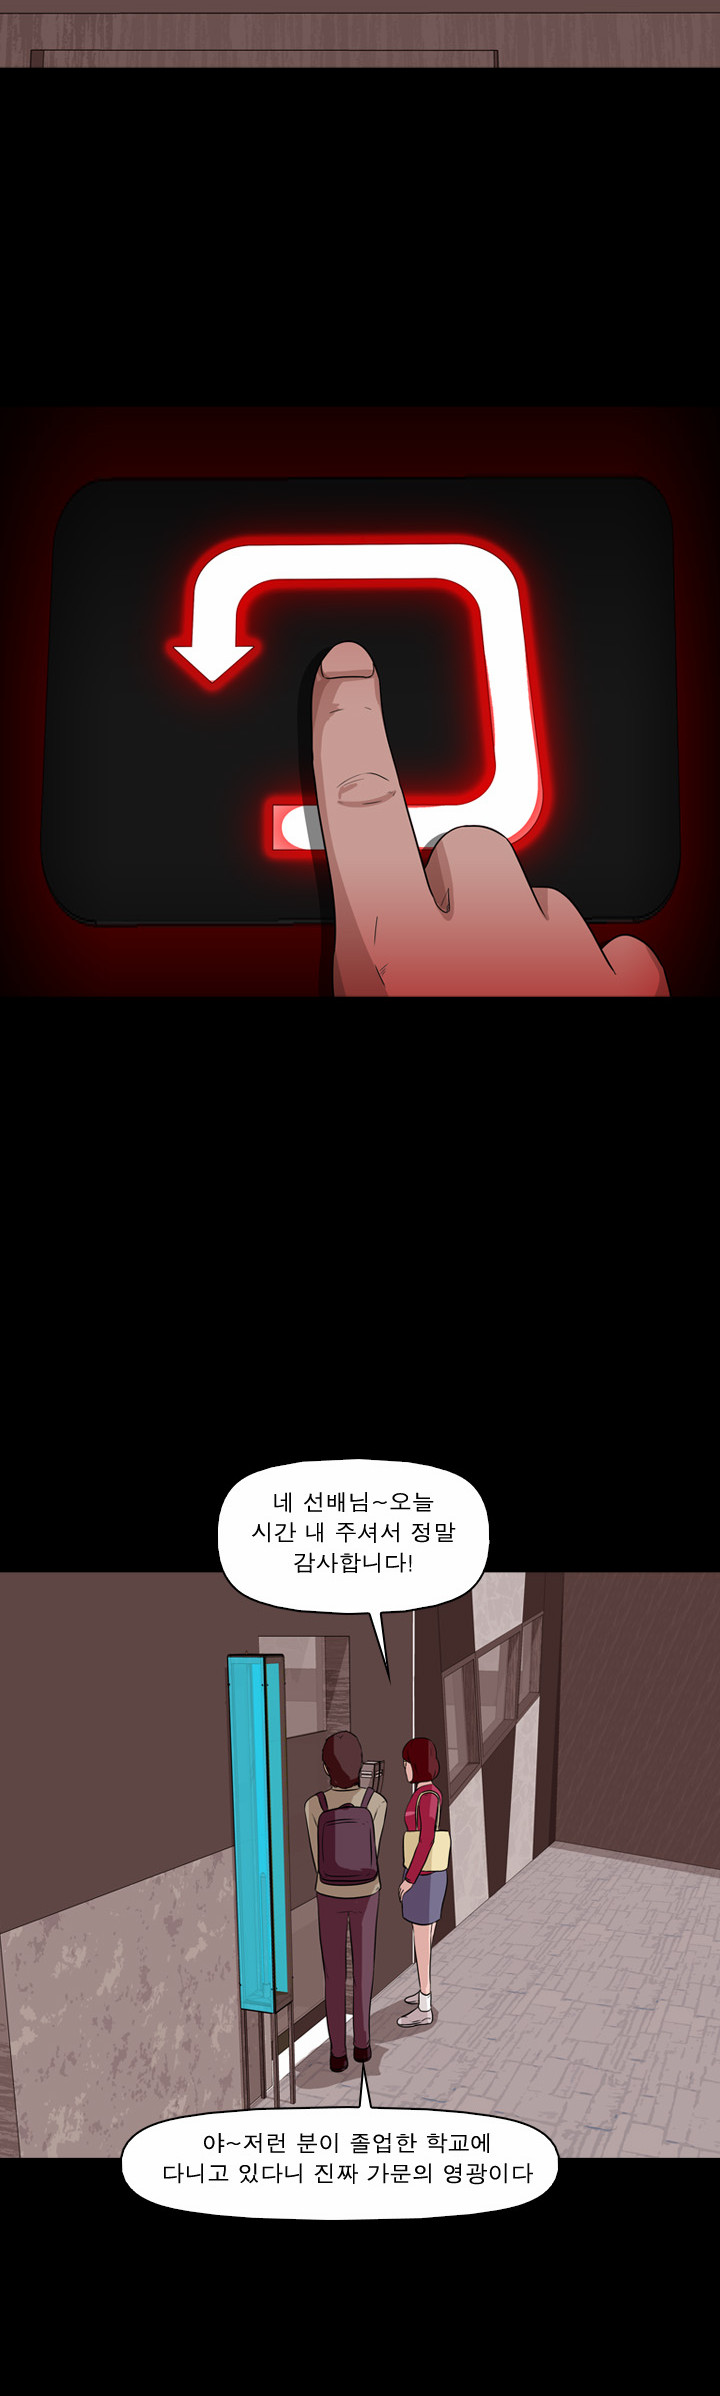 네 선배님~오늘
시간 내 주셔서 정말
감사합니다!
야~저런 분이 졸업한 학교에
다니고 있다니 진짜 가문의 영광이다